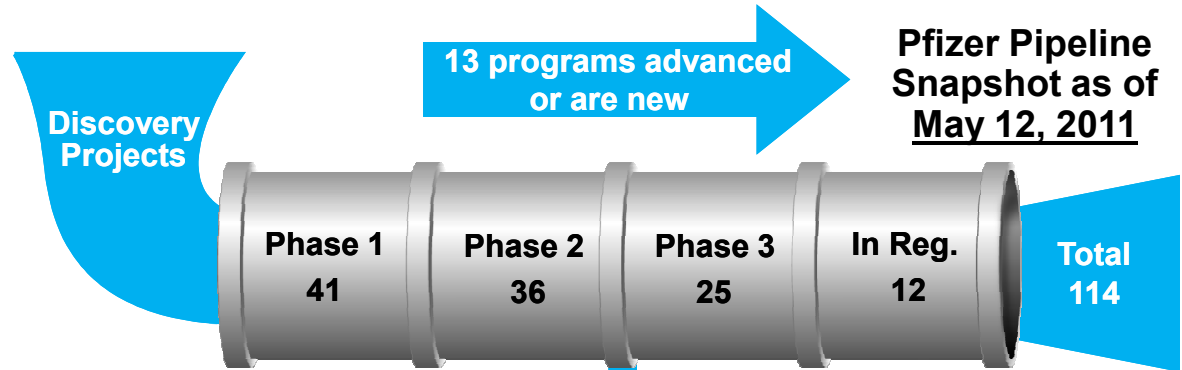 13 programs advanced
or are new
Pfizer Pipeline
Snapshot as of
May 12, 2011
Discovery
Projects
Phase 1
41
Phase 2
36
Phase 3
25
In Reg.
12
Total
114